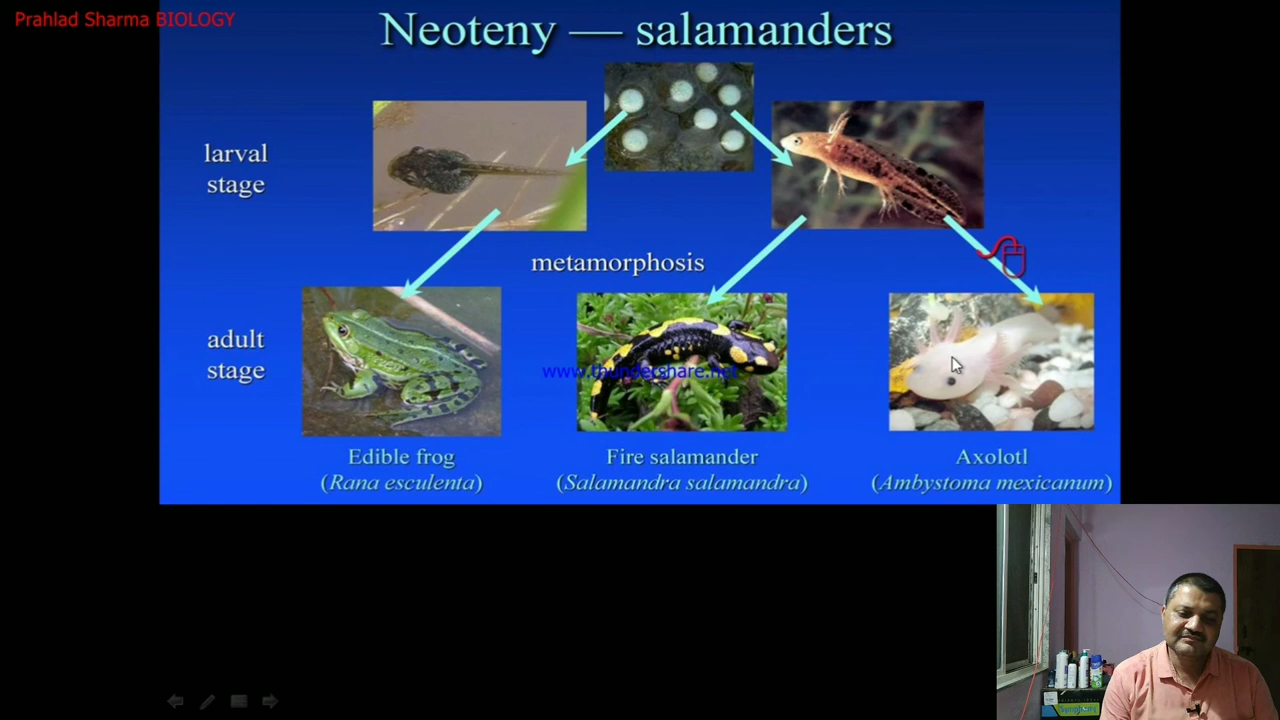 Prahlad Sharma BIOLOGY
Neoteny — salamanders
larval
stage
metamorphosis
adult
stage
www.thundershare.net
Edible frog
(Rana esculenta)
Fire salamander
(Salamandra salamandra)
Axolotl
(Ambystoma mexicanum)